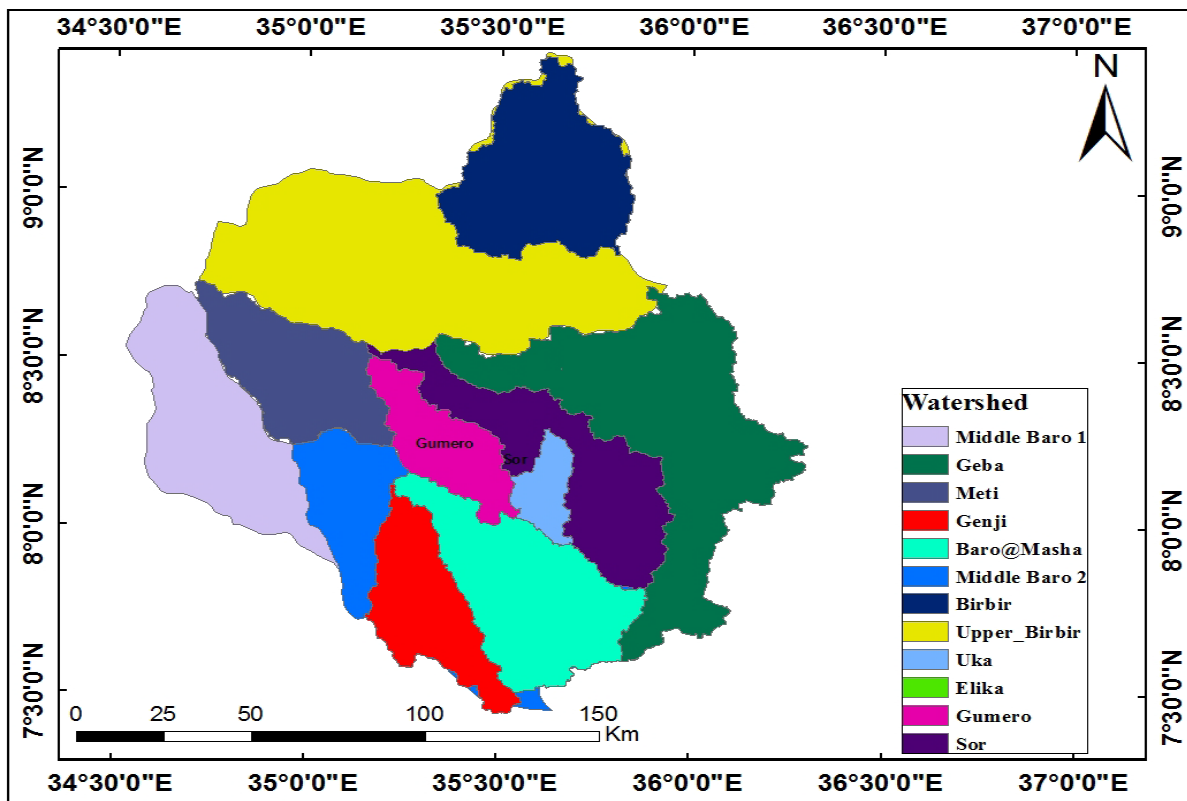 34°30'0"E 35°0'0"E 35°30'0"E 36°0'0"E 36°30'0"E 37°0'0"E
N
9°0'0"N
8°30'0"N
8°0'0"N
7°30'0"N
9°0'0"N
8°30'0"N
8°0'0"N
7°30'0"N
Gumero
Sor
Watershed
Middle Baro 1
Geba
Meti
Genji
Baro@Masha
Middle Baro 2
Birbir
Upper_Birbir
Uka
Elika
Gumero
Sor
0 25 50 100 150
Km
34°30'0"E 35°0'0"E 35°30'0"E 36°0'0"E 36°30'0"E 37°0'0"E